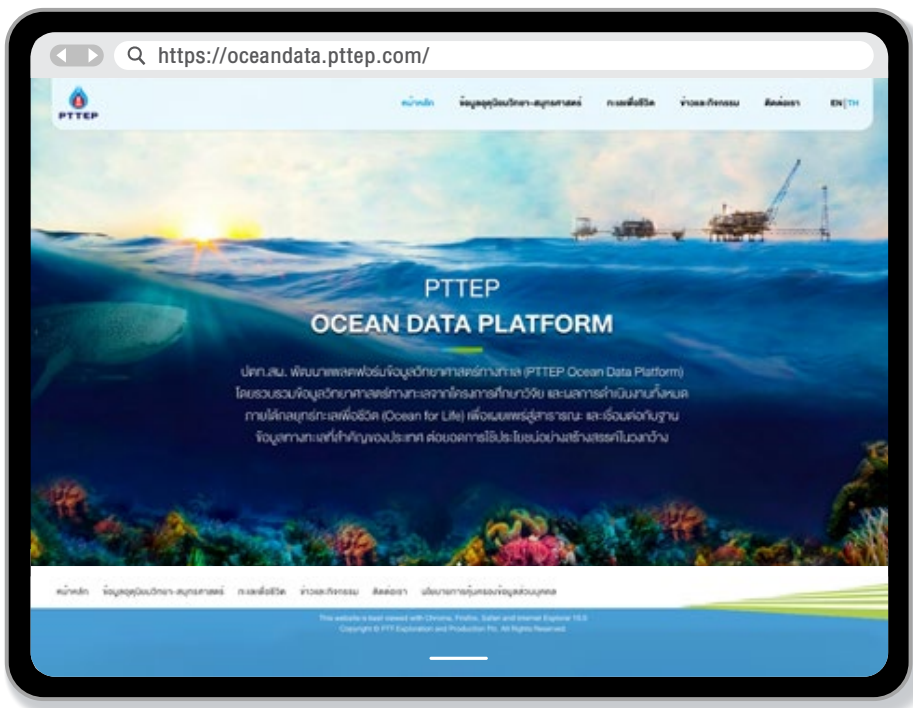 https://oceandata.pttep.com/
PTTEP
หน้าหลัก ข้อมูลอุตุนิยมวิทยา-สมุทรศาสตร์ ทะเลเพื่อชีวิต ข่าวและกิจกรรม ติดต่อเรา EN|TH
PTTEP
OCEAN DATA PLATFORM
ปตท.สผ. พัฒนาแพลตฟอร์มข้อมูลวิทยาศาสตร์ทางทะเล (PTTEP Ocean Data Platform)
โดยรวบรวมข้อมูลวิทยาศาสตร์ทางทะเลจากโครงการศึกษาวิจัย และผลการดำเนินงานทั้งหมด
ภายใต้กลยุทธ์ทะเลเพื่อชีวิต (Ocean for Life) เพื่อเผยแพร่สู่สาธารณะ และเชื่อมต่อกับฐาน
ข้อมูลทางทะเลที่สำคัญของประเทศ ต่อยอดการใช้ประโยชน์อย่างสร้างสรรค์ในวงกว้าง
หน้าหลัก ข้อมูลอุตุนิยมวิทยา-สมุทรศาสตร์ ทะเลเพื่อชีวิต ข่าวและกิจกรรม ติดต่อเรา นโยบายการคุ้มครองข้อมูลส่วนบุคคล
This website is best viewed with Chrome, Firefox, Safari and Internet Explorer 10.0
Copyright © PTT Exploration and Production Plc. All Rights Reserved.